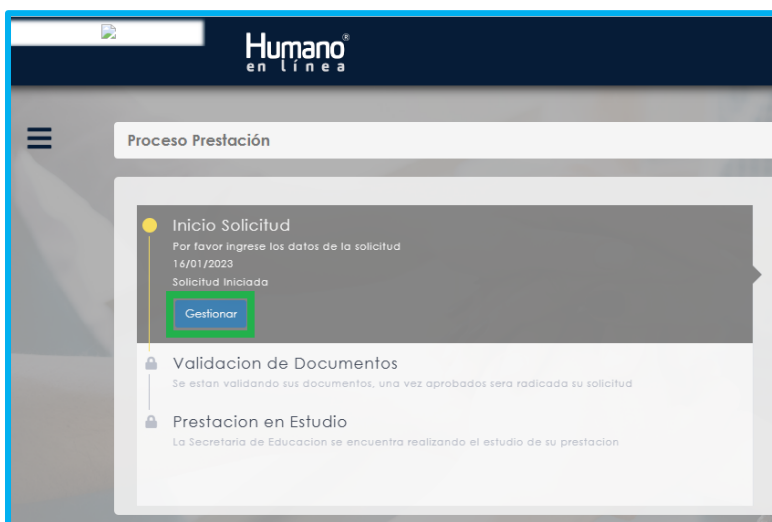 Humano®
en línea
Proceso Prestación
Inicio Solicitud
Por favor ingrese los datos de la solicitud
16/01/2023
Solicitud Iniciada
Gestionar
Validacion de Documentos
Se estan validando sus documentos, una vez aprobados sera radicada su solicitud
Prestacion en Estudio
La Secretaria de Educacion se encuentra realizando el estudio de su prestacion